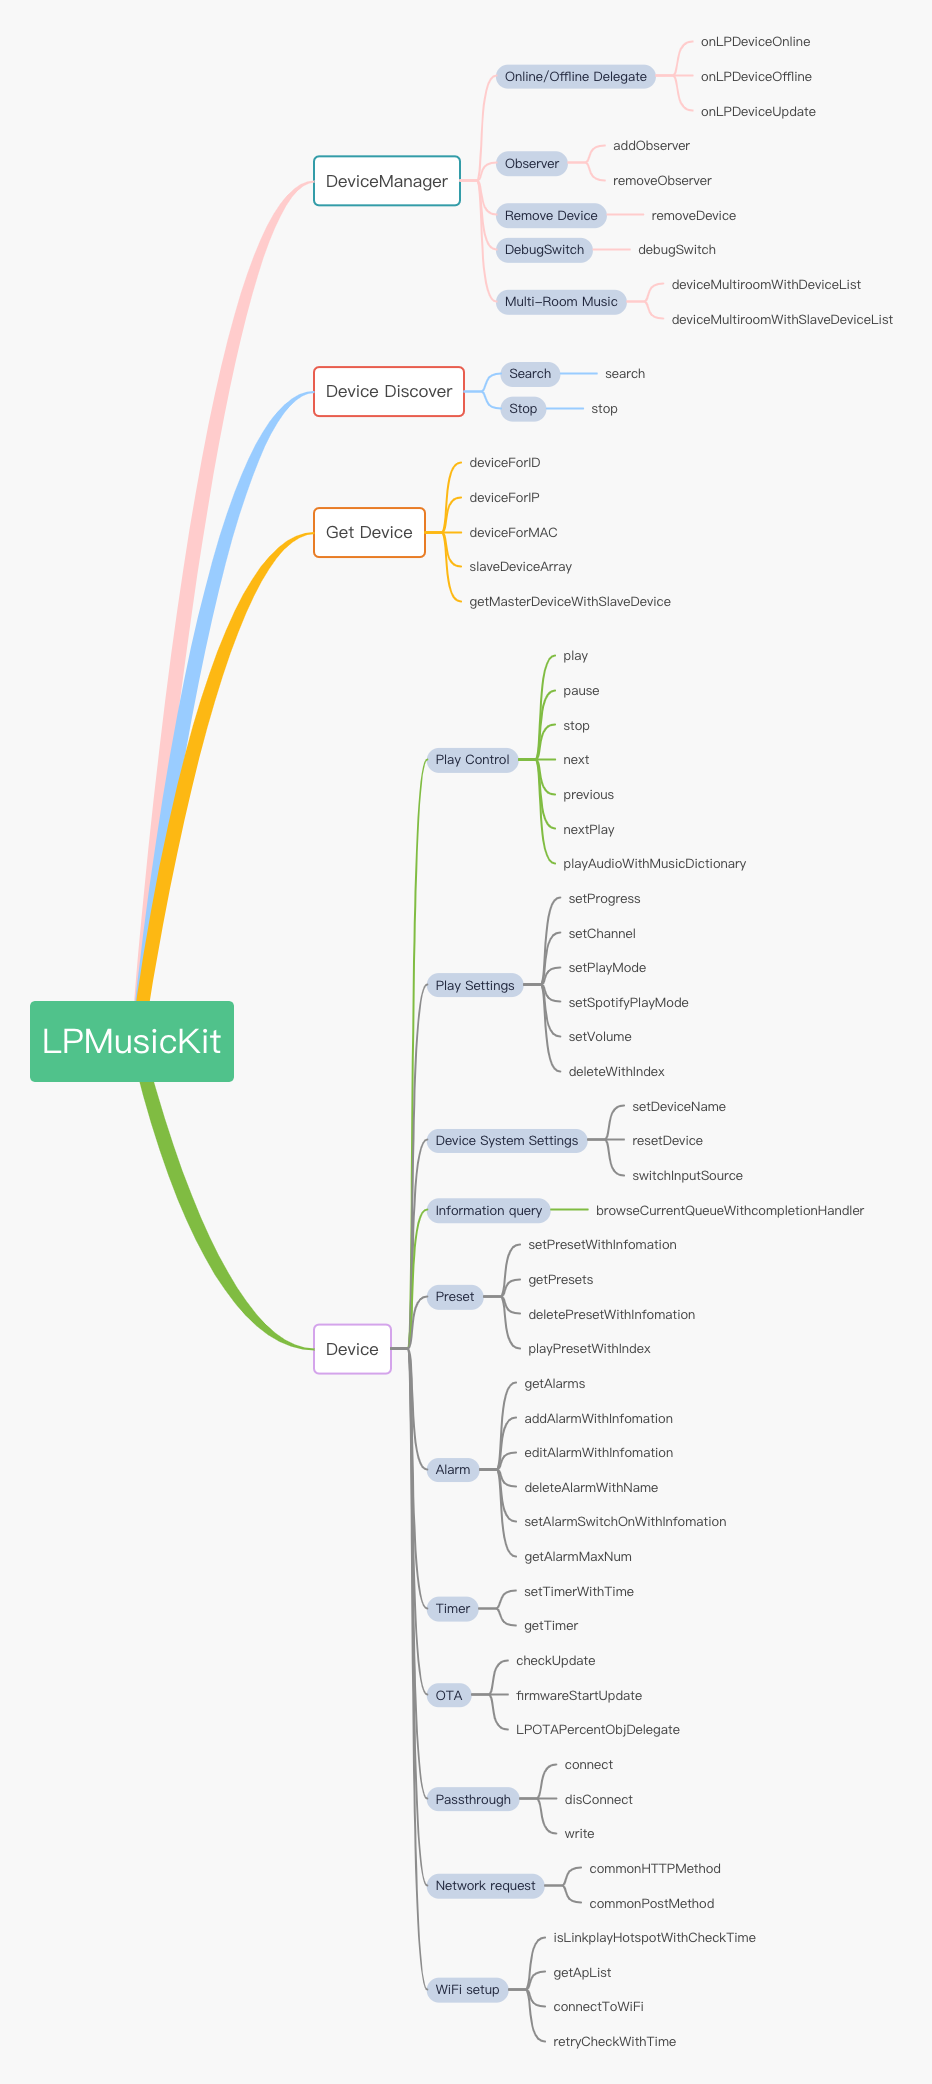 onLPDeviceOnline
Online/Offline Delegate
onLPDeviceOffline
onLPDeviceUpdate
addObserver
Observer
removeObserver
DeviceManager
Remove Device
removeDevice
DebugSwitch
debugSwitch
deviceMultiroomWithDeviceList
Multi-Room Music
deviceMultiroomWithSlaveDeviceList
Device Discover
Search
search
Stop
stop
Get Device
deviceForID
deviceForIP
deviceForMAC
slaveDeviceArray
getMasterDeviceWithSlaveDevice
LPMusicKit
Device
Play Control
play
pause
stop
next
previous
nextPlay
playAudioWithMusicDictionary
Play Settings
setProgress
setChannel
setPlayMode
setSpotifyPlayMode
setVolume
deleteWithIndex
Device System Settings
setDeviceName
resetDevice
switchInputSource
Information query
browseCurrentQueueWithcompletionHandler
Preset
setPresetWithInfomation
getPresets
deletePresetWithInfomation
playPresetWithIndex
Alarm
getAlarms
addAlarmWithInfomation
editAlarmWithInfomation
deleteAlarmWithName
setAlarmSwitchOnWithInfomation
getAlarmMaxNum
Timer
setTimerWithTime
getTimer
OTA
checkUpdate
firmwareStartUpdate
LPOTAPercentObjDelegate
Passthrough
connect
disConnect
write
Network request
commonHTTPMethod
commonPostMethod
WiFi setup
isLinkplayHotspotWithCheckTime
getApList
connectToWiFi
retryCheckWithTime